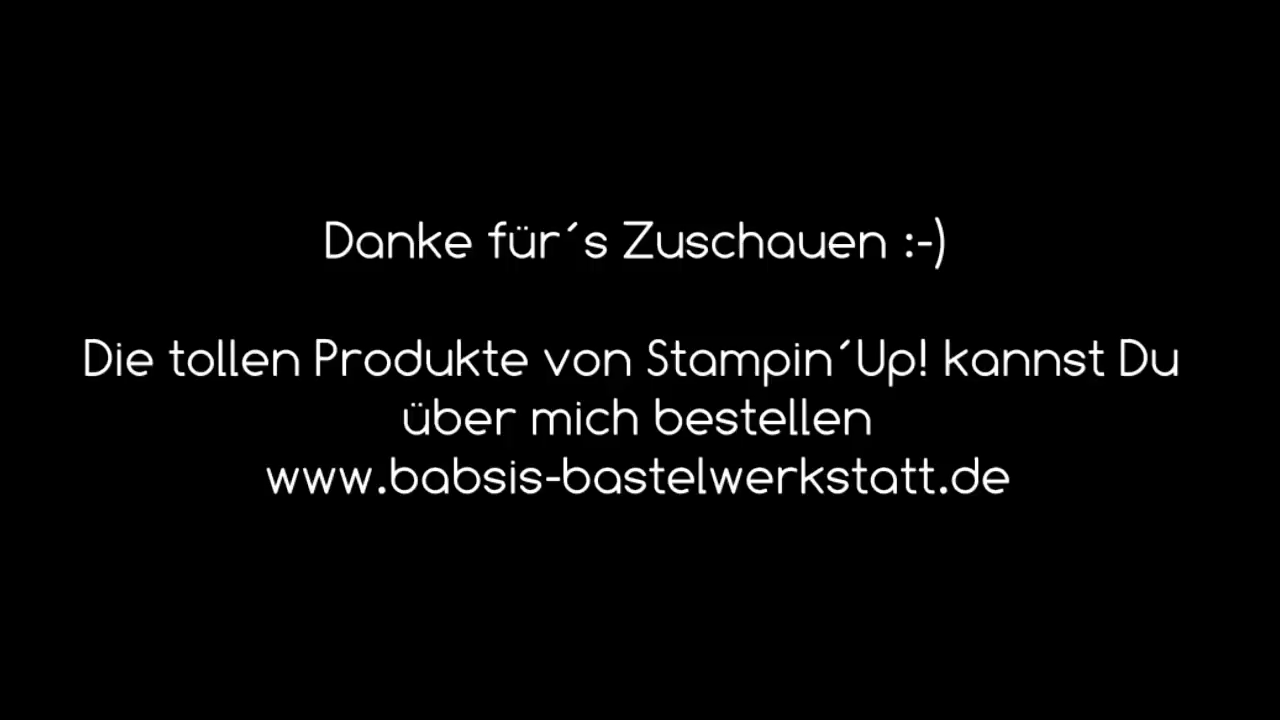 Danke für´s Zuschauen :-)
Die tollen Produkte von Stampin´Up! kannst Du
über mich bestellen
www.babsis-bastelwerkstatt.de